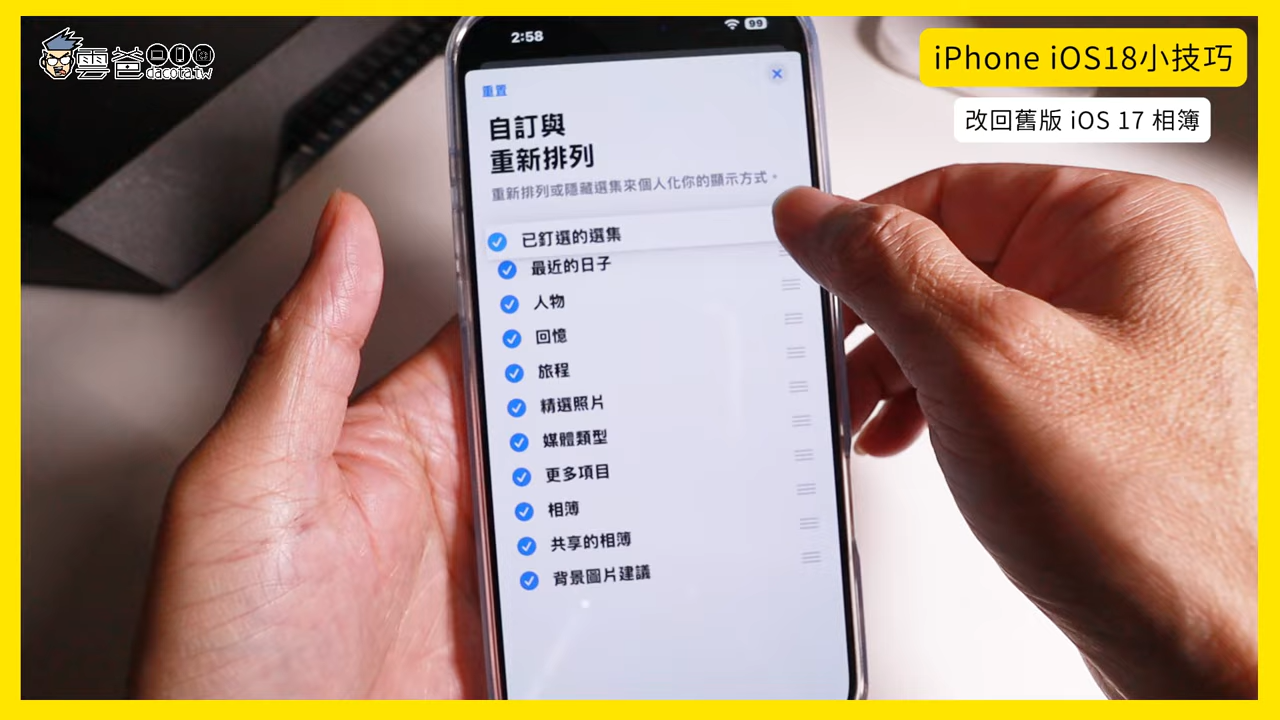 雲爸
dacota.tw
iPhone iOS18小技巧
改回舊版 iOS 17 相簿
2:58
99
重置
自訂與
重新排列
重新排列或隱藏選集來個人化你的顯示方式。
已釘選的選集
最近的日子
人物
回憶
旅程
精選照片
媒體類型
更多項目
相薄
共享的相薄
背景圖片建議